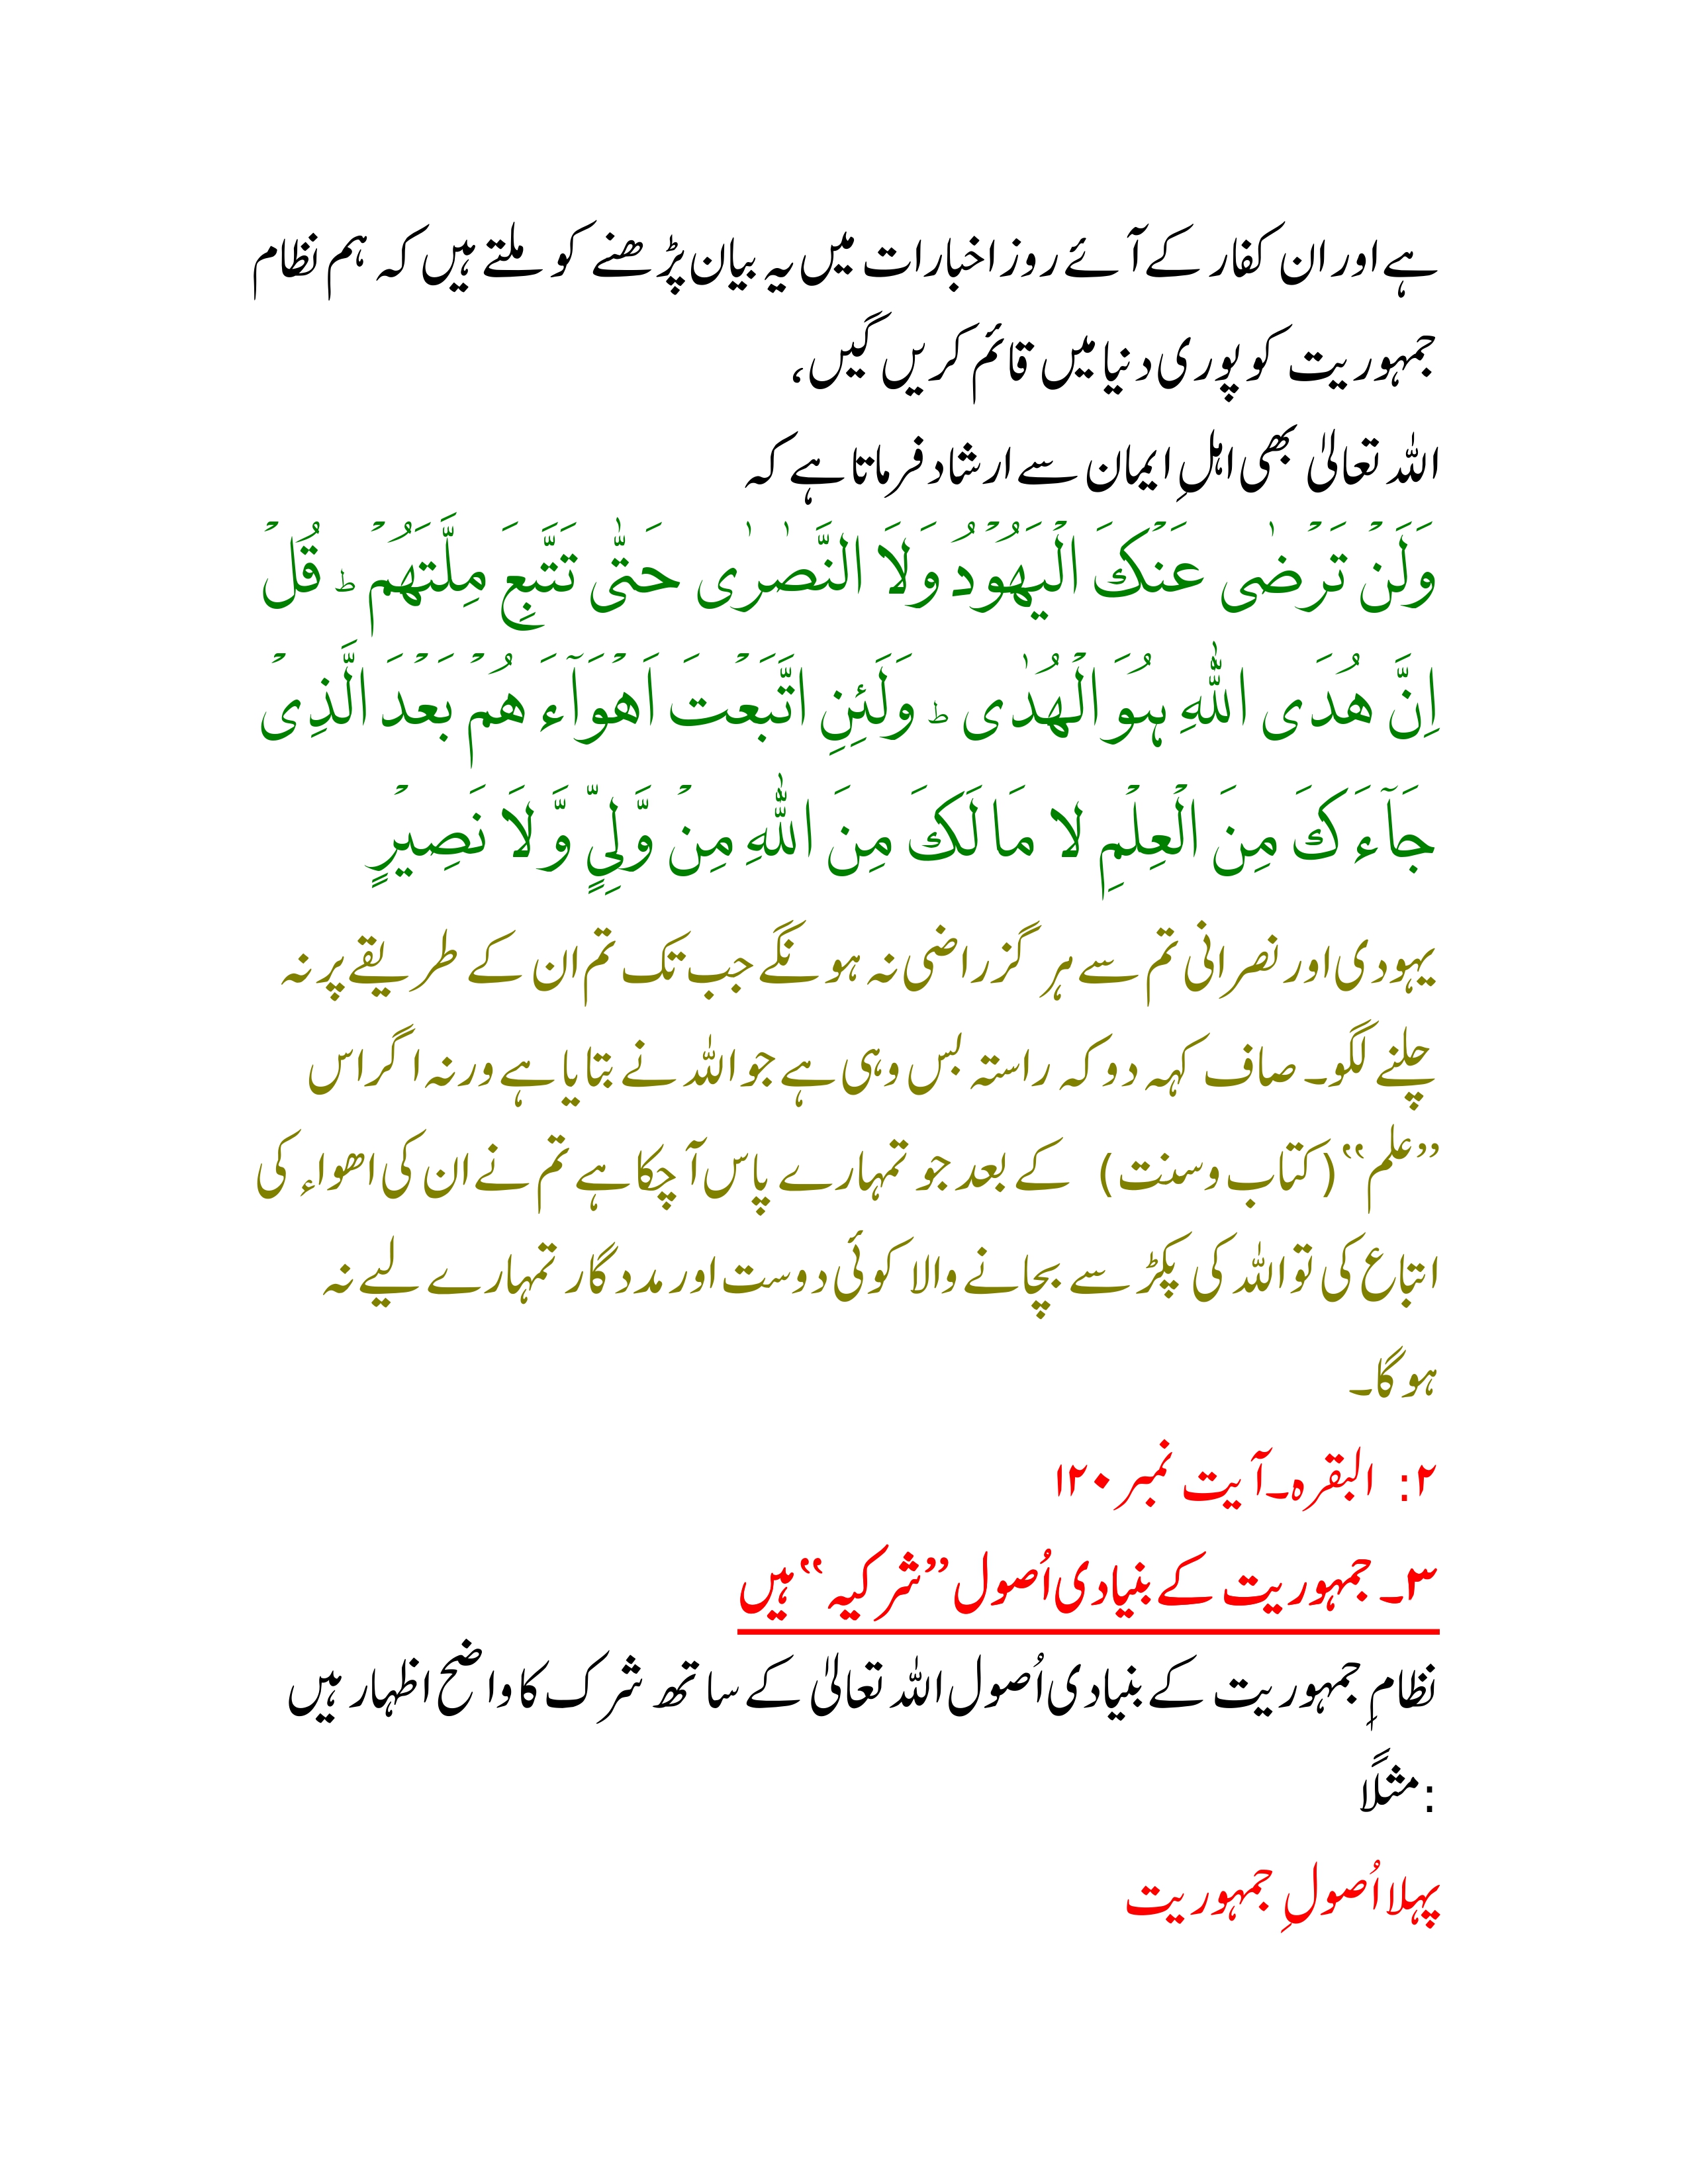 ہے اور ان کفار کے آئے روز اخبارات میں یہ بیان پڑھنے کو ملتے ہیں کہ ہم نظام
جمہوریت کو پوری دنیا میں قائم کریں گیں،
اللہ تعالیٰ بھی اہلِ ایمان سے ارشاد فرماتا ہے کہ
وَلَنْ تَرْضٰی عَنْكَ الْیَهُوْدُ وَلَا النَّصٰرٰی حَتّٰی تَتَّبِعَ مِلَّتَهُمْ ط قُلْ
اِنَّ هُدَی اللّٰهِ ہُوَ الْهُدٰی ط وَلَئِنِ اتَّبَعْتَ اَهْوَآءَ هُمْ بَعْدَ الَّذِیْ
جَآءَ كَ مِنَ الْعِلْمِ لا مَا لَكَ مِنَ اللّٰهِ مِنْ وَّلِیٍّ وَّلَا نَصِیْرٍ
یہودی اور نصرانی تم سے ہر گز راضی نہ ہونگے جب تک تم ان کے طریقے پر نہ
چلنے لگو۔ صاف کہہ دو کہ راستہ بس وہی ہے جو اللہ نے بتایا ہے ورنہ اگر اس
”علم“ (کتاب و سنت) کے بعد جو تمہارے پاس آ چکا ہے تم نے ان کی اھواء کی
اتباع کی تو اللہ کی پکڑ سے بچانے والا کوئی دوست اور مددگار تمہارے لیے نہ
ہو گا۔
۲: البقرہ۔ آیت نمبر ۱۲۰
۳۔ جمہوریت کے بنیادی اُصول ”شرکیہ“ ہیں
نظامِ جمہوریت کے بنیادی اُصول اللہ تعالیٰ کے ساتھ شرک کا واضح اظہار ہیں
:مثلاً
پہلا اُصولِ جمہوریت